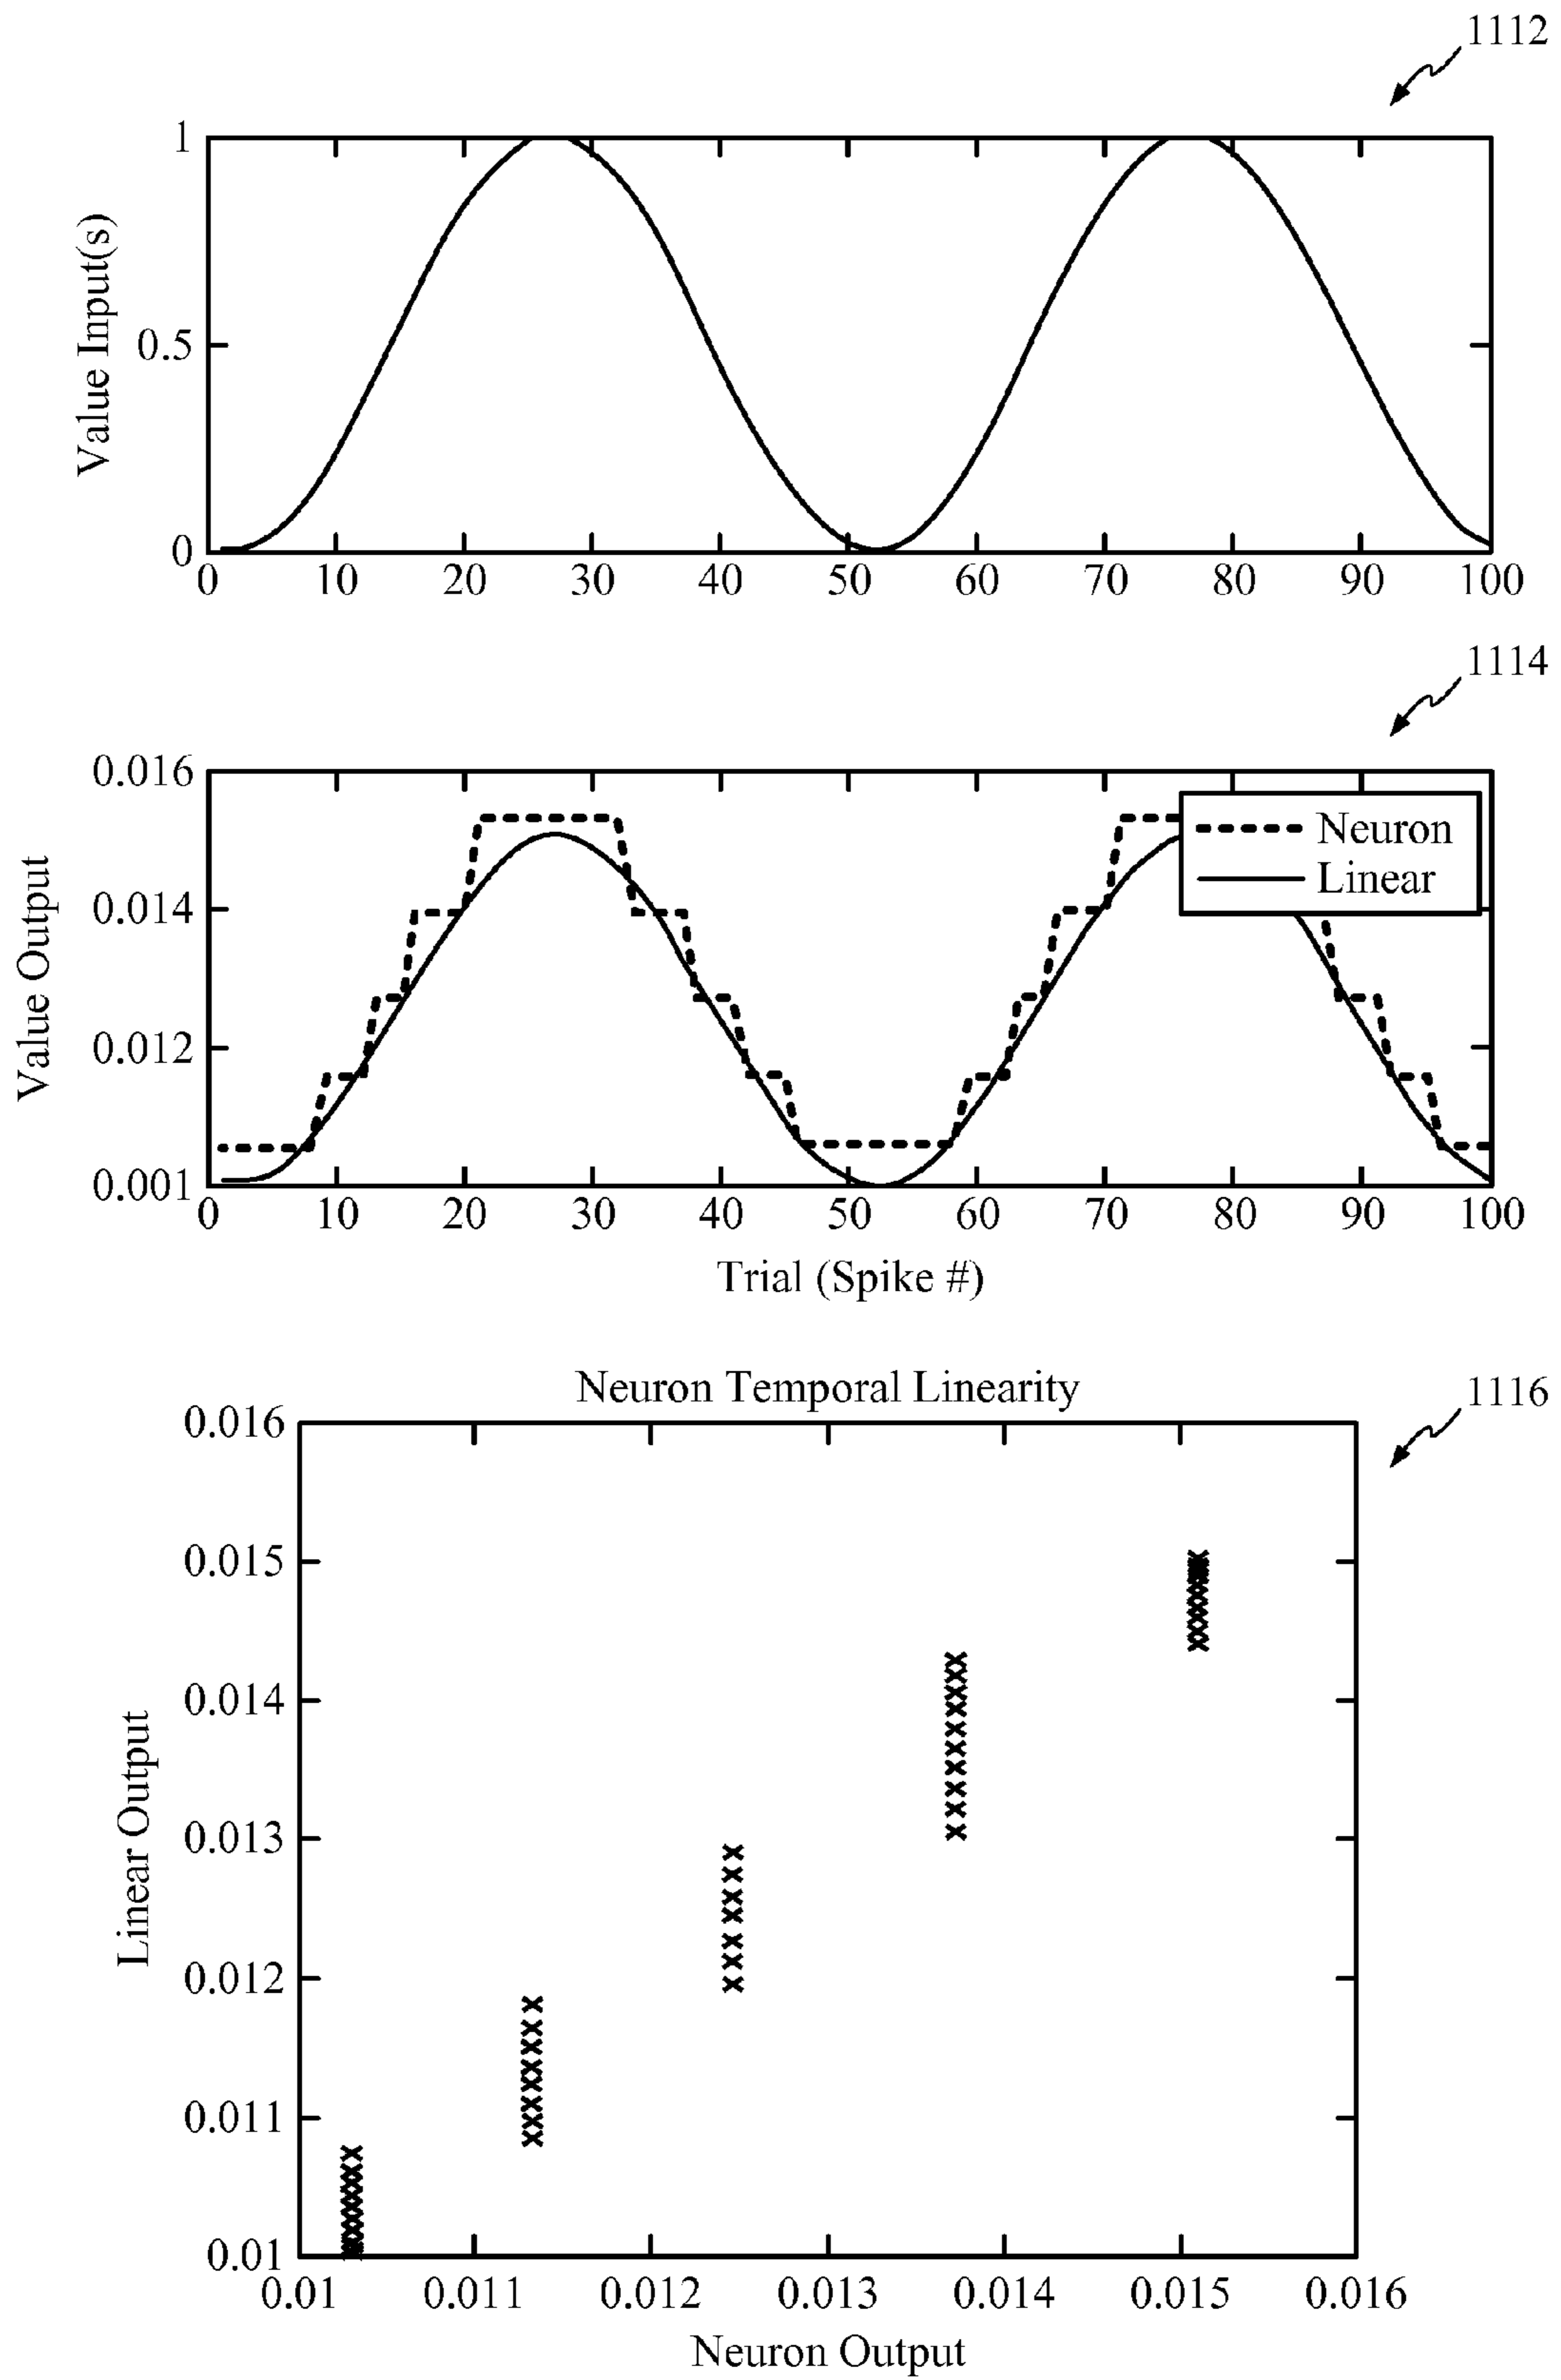 1112
1
0.5
0
Value Input(s)
0 10 20 30 40 50 60 70 80 90 100
1114
0.016
0.014
0.012
0.001
Value Output
Neuron
Linear
0 10 20 30 40 50 60 70 80 90 100
Trial (Spike #)
Neuron Temporal Linearity
1116
0.016
0.015
0.014
0.013
0.012
0.011
0.01
Linear Output
0.01 0.011 0.012 0.013 0.014 0.015 0.016
Neuron Output